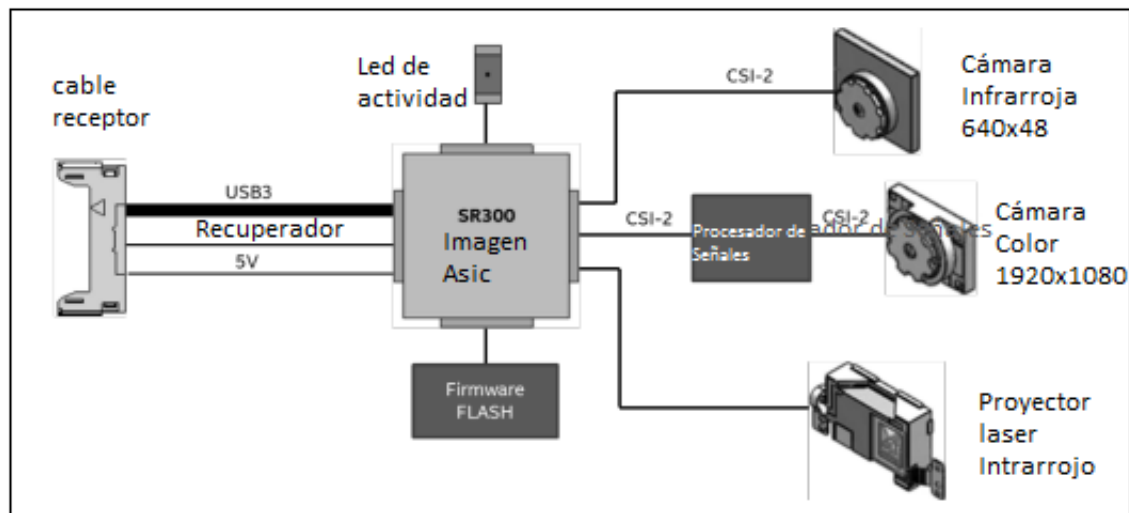 cable
receptor
Led de
actividad
CSI-2
Cámara
Infrarroja
640x48
USB3
Recuperador
5V
SR300
Imagen
Asic
CSI-2
Procesador de
Señales
CSI-2
Cámara
Color
1920x1080
Firmware
FLASH
Proyector
laser
Intrarrojo